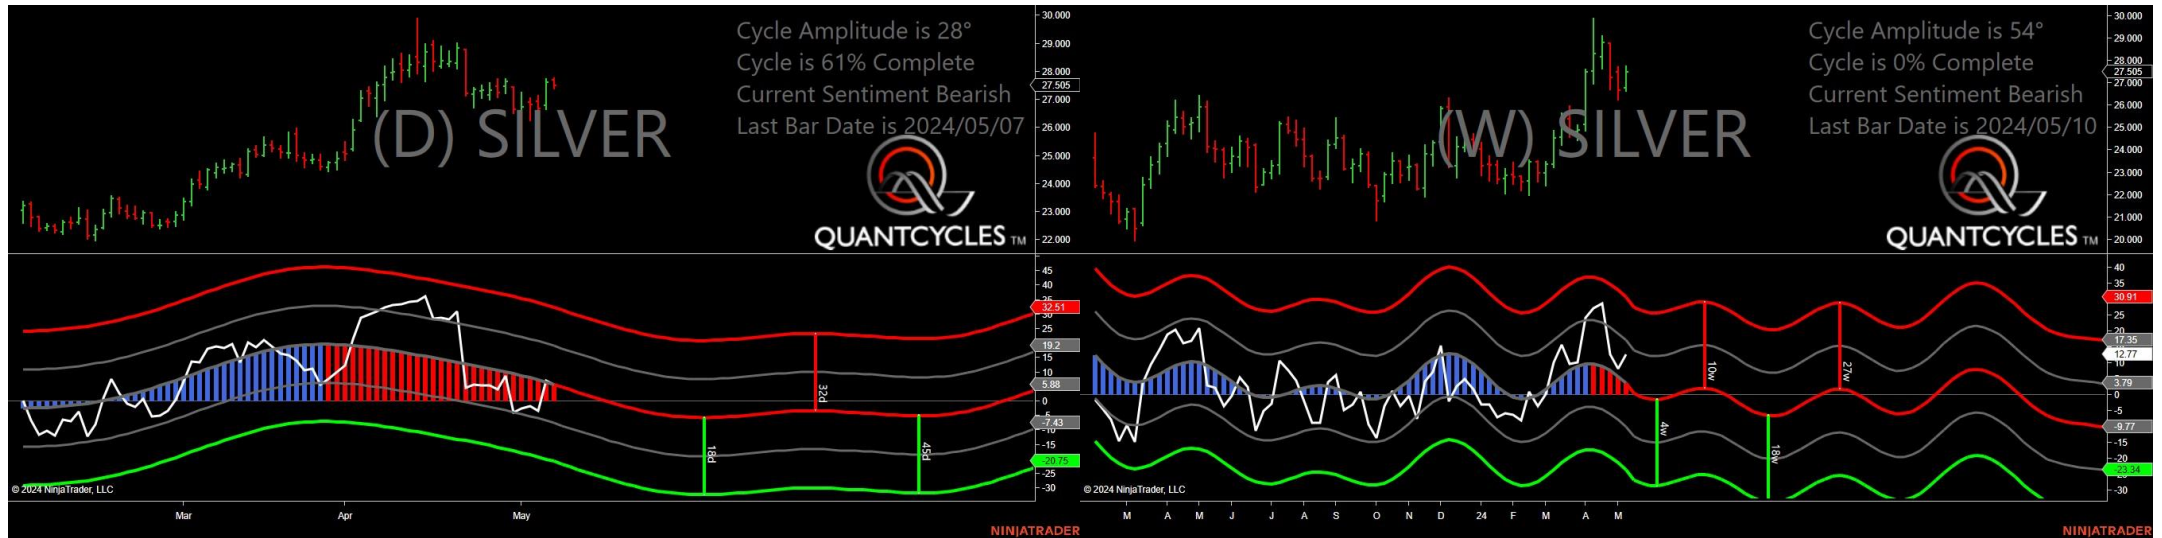 Cycle Amplitude is 28°
Cycle is 61% Complete
Current Sentiment Bearish
Last Bar Date is 2024/05/07
(D) SILVER
QUANTCYCLES TM
30.000
29.000
28.000
27.505
27.000
26.000
25.000
24.000
23.000
22.000
45
40
35
32.51
30
25
19.2
15
10
5.88
0
-5
-7.43
-10
-15
-20.75
-25
-30
32d
18d
45d
© 2024 NinjaTrader, LLC
Mar Apr May
NINJATRADER
Cycle Amplitude is 54°
Cycle is 0% Complete
Current Sentiment Bearish
Last Bar Date is 2024/05/10
(W) SILVER
QUANTCYCLES TM
30.000
29.000
28.000
27.505
27.000
26.000
25.000
24.000
23.000
22.000
21.000
20.000
40
35
30.91
25
20
17.35
12.77
10
3.79
0
-5
-9.77
-15
-20
-23.34
-30
10w
27w
4w
18w
© 2024 NinjaTrader, LLC
M A M J J A S O N D 24 F M A M
NINJATRADER